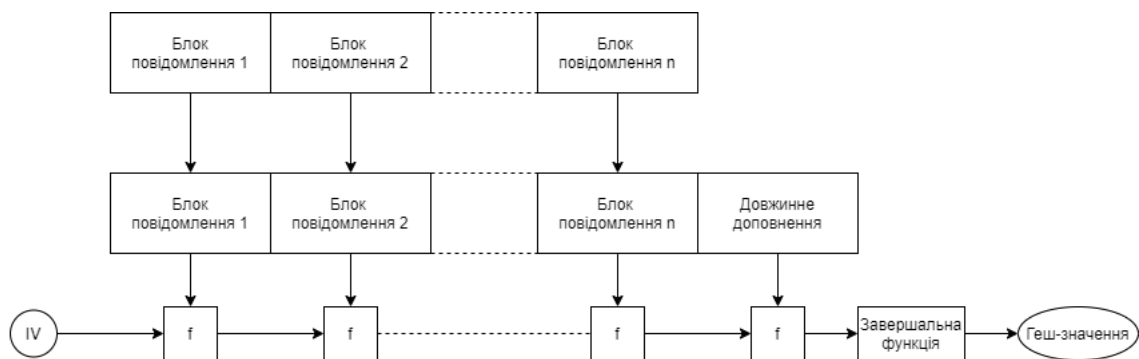 Блок
повідомлення 1
Блок
повідомлення 2
Блок
повідомлення n
Блок
повідомлення 1
Блок
повідомлення 2
Блок
повідомлення n
Довжинне
доповнення
IV
f
f
f
f
Завершальна
функція
Геш-значення